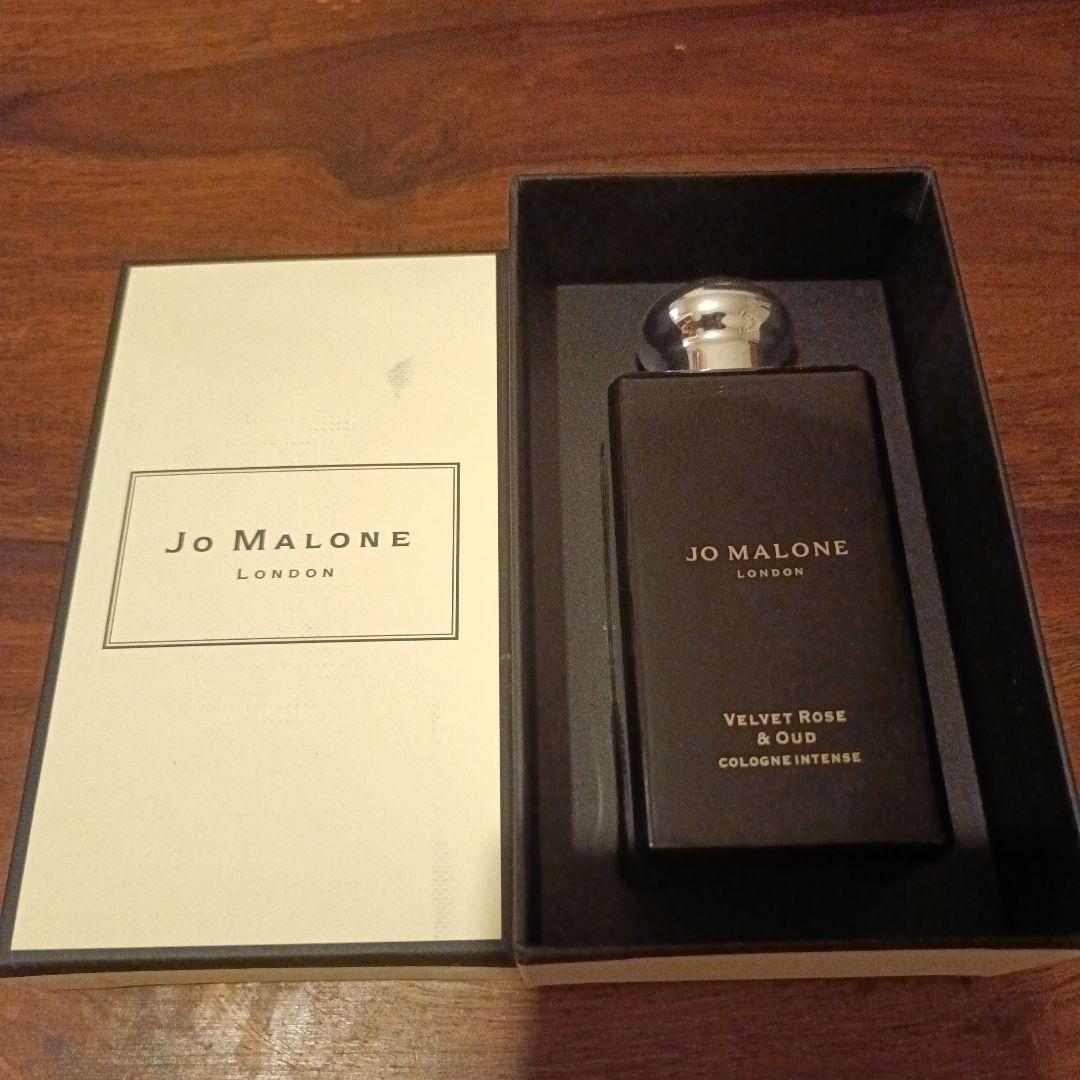 JO MALONE
LONDON
JO MALONE
LONDON
VELVET ROSE
& OUD
COLOGNE INTENSE